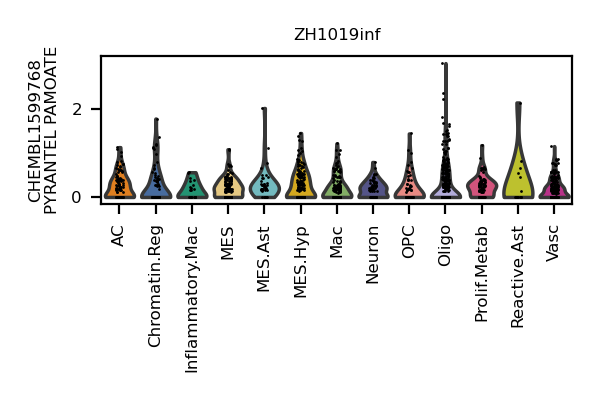 ZH1019inf
CHEMBL1599768
PYRANTEL PAMOATE
2
0
AC
Chromatin.Reg
Inflammatory.Mac
MES
MES.Ast
MES.Hyp
Mac
Neuron
OPC
Oligo
Prolif.Metab
Reactive.Ast
Vasc